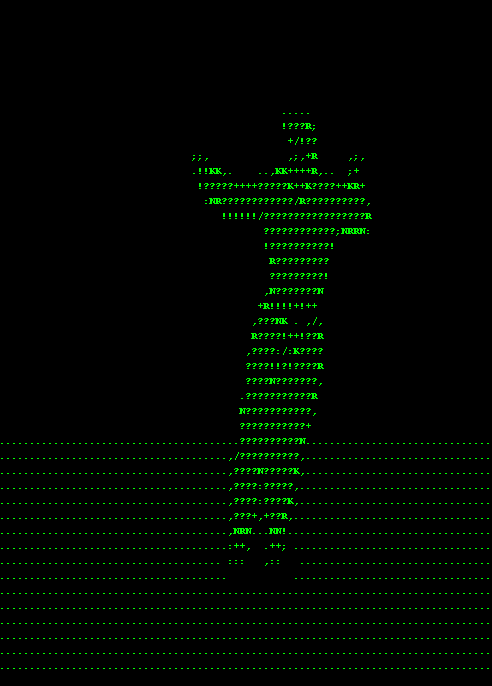 .....
!???R;
+/!??
;;, ,;,+R ,;,
.!!KK,. ..,KK++++R,.. ;+
!?????++++?????K++K????++KR+
:NR????????????/R??????????,
!!!!!!/?????????????????R
????????????;NRRN:
!???????????!
R?????????
?????????!
,N???????N
+R!!!!+!++
,???NK . ,/,
R????!++!??R
,????:/:K????
????!!?!????R
????N???????,
.???????????R
N???????????,
???????????+
........................................??????????N...............................
......................................,/??????????,...............................
......................................,????N?????K,...............................
......................................,????:?????,................................
......................................,????:????K,................................
......................................,???+,+??R,.................................
......................................,NRN. .NN!..................................
......................................:++, .++; ..................................
...................................... ::: ,:: ................................
...................................... .................................
..................................................................................
..................................................................................
..................................................................................
..................................................................................
..................................................................................
..................................................................................